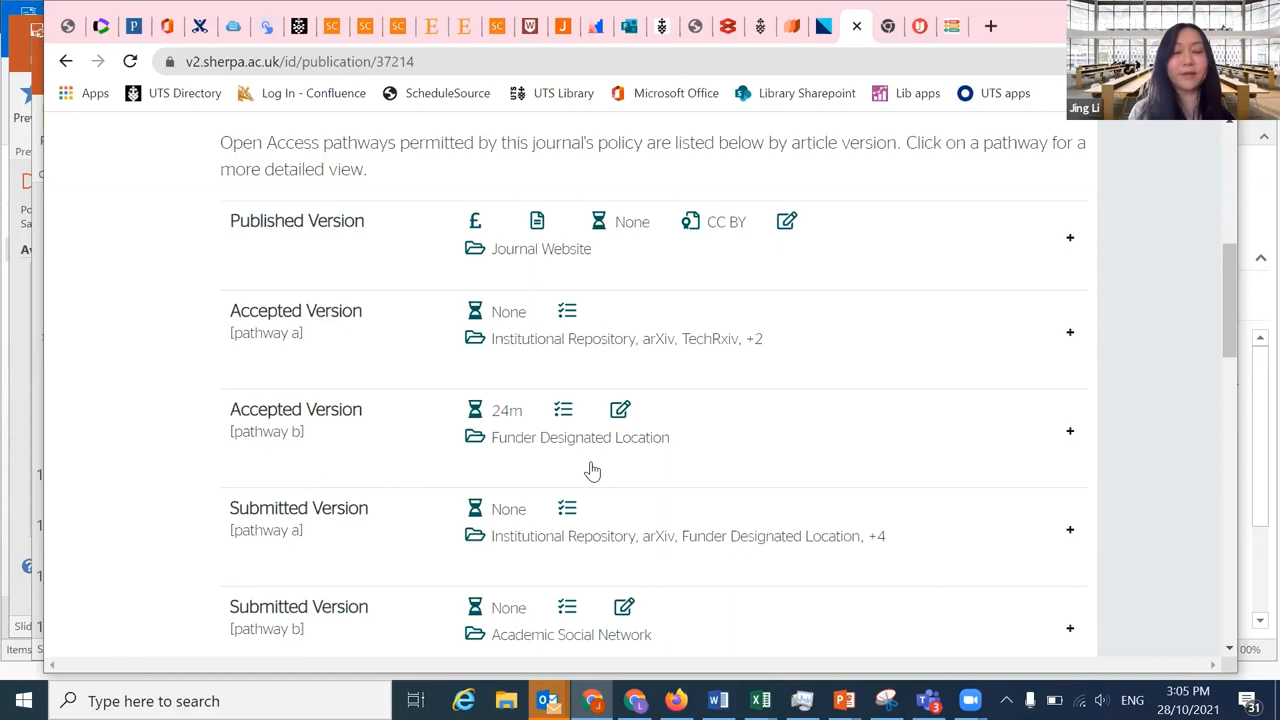 v2.sherpa.ac.uk/id/publication/37214
Apps
UTS Directory
Log In - Confluence
ScheduleSource
UTS Library
Microsoft Office
Library Sharepoint
Lib apps
UTS apps
Jing Li
Open Access pathways permitted by this journal's policy are listed below by article version. Click on a pathway for a
more detailed view.
Published Version
£
None
CC BY
+
Journal Website
Accepted Version
None
[pathway a]
+
Institutional Repository, arXiv, TechRxiv, +2
Accepted Version
24m
[pathway b]
+
Funder Designated Location
Submitted Version
None
[pathway a]
+
Institutional Repository, arXiv, Funder Designated Location, +4
Submitted Version
None
[pathway b]
+
Academic Social Network
Slid
Items
00%
Type here to search
ENG
3:05 PM
28/10/2021
31